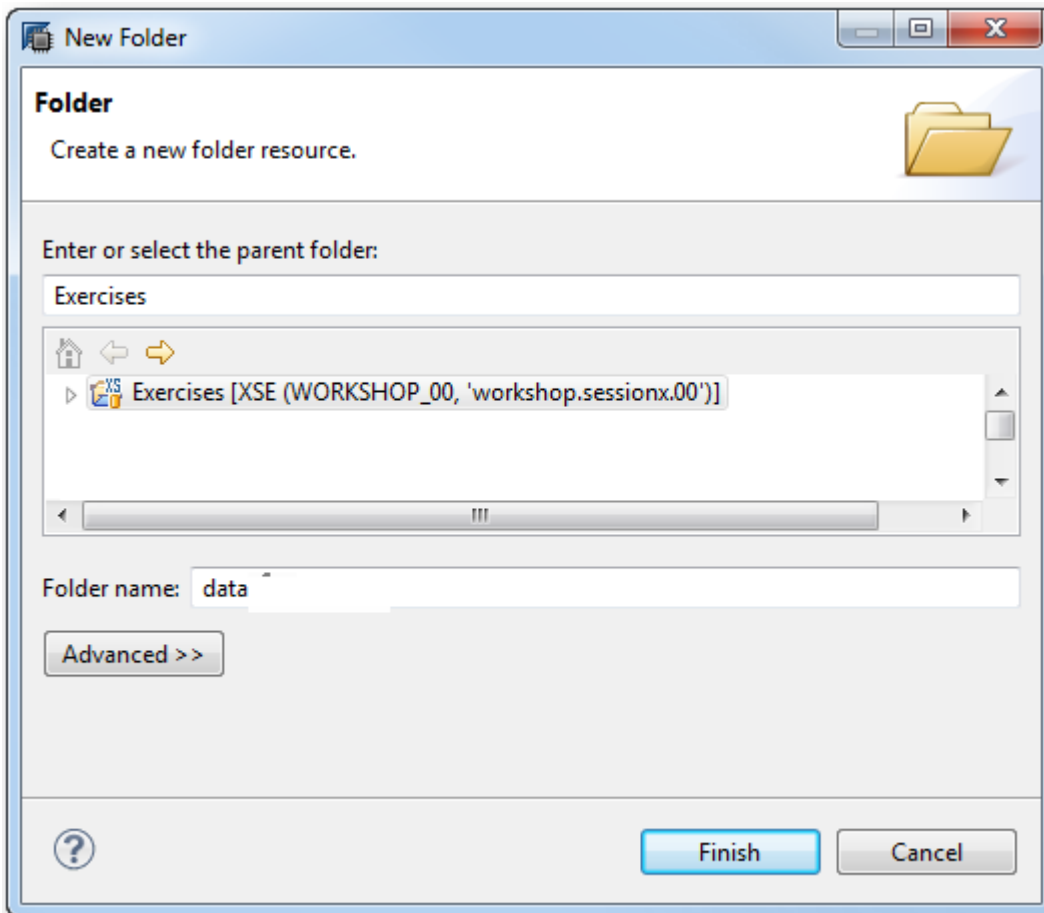 New Folder
Folder
Create a new folder resource.
Enter or select the parent folder:
Exercises
Exercises [XSE (WORKSHOP_00, 'workshop.sessionx.00')]
Folder name: data
Advanced >>
Finish Cancel